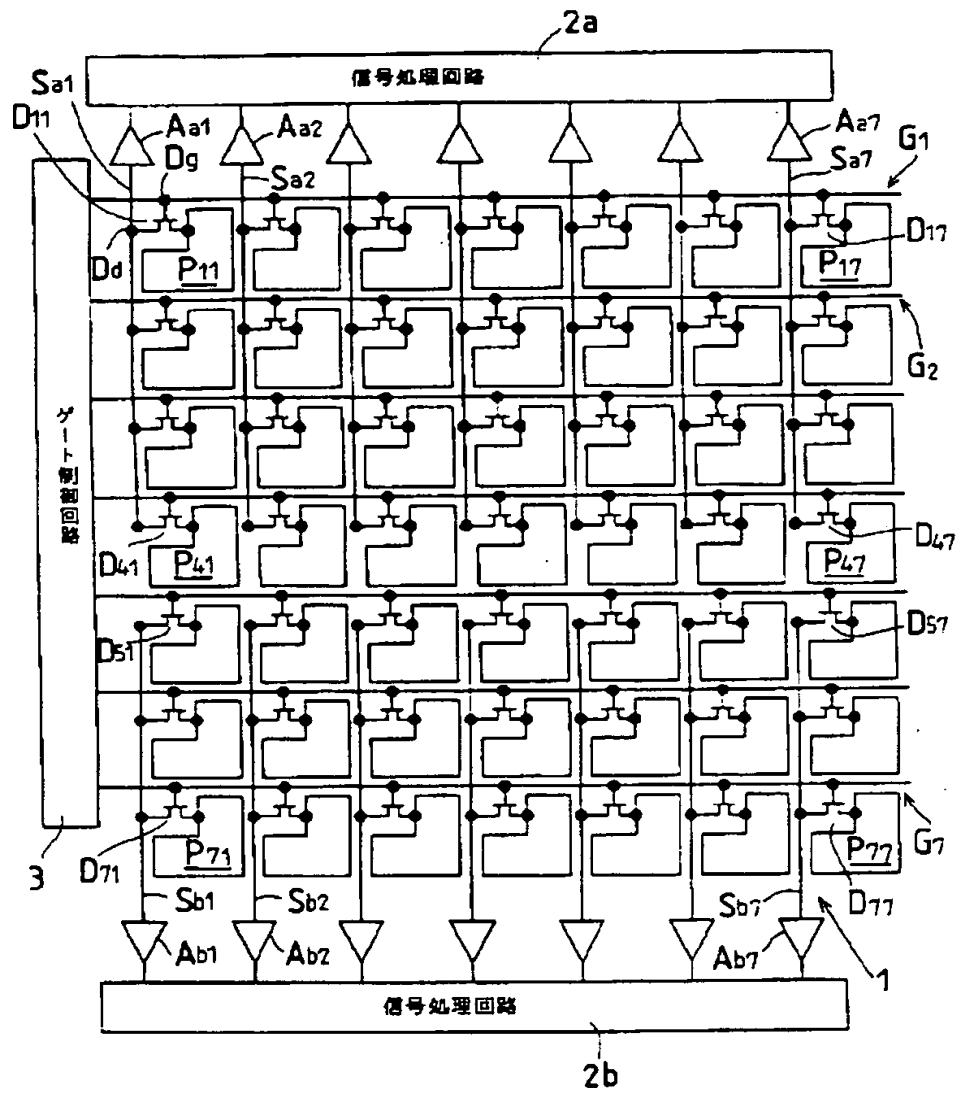 2a
信号処理回路
Sa1
D11
Aa1
Aa2
Aa7
Dg
Sa2
Sa7
G1
Dd
P11
P17
D17
G2
ゲート制御回路
D41
P41
P47
D47
D51
D57
3
D71
P71
P77
G7
Sb1
Sb2
Sb7
D77
Ab1
Ab2
Ab7
1
信号処理回路
2b